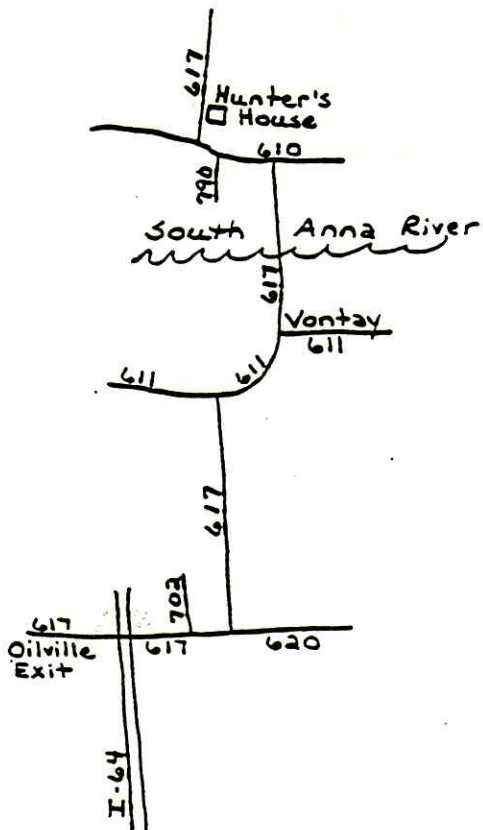 617
Hunter's
House
610
790
South Anna River
617
Vontay
611
611
611
617
702
617
Oilville
Exit
617
620
I-64